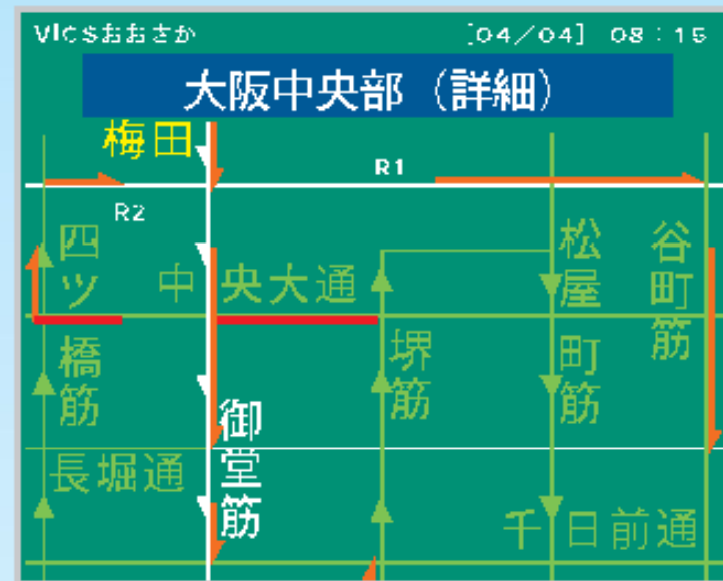 VICSおおさか [04/04] 08:15
大阪中央部（詳細）
梅田
R1
R2
四ツ橋筋
中央大通
松屋町筋
谷町筋
堺筋
御堂筋
長堀通
千日前通